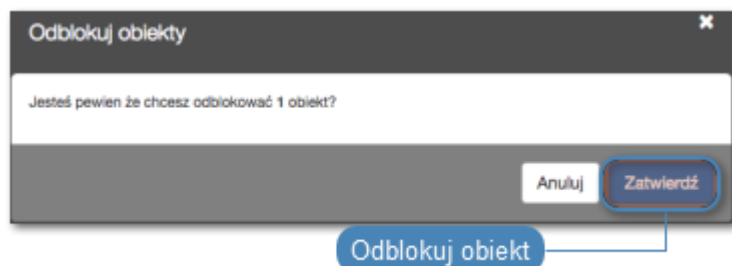 Odblokuj obiekty
Jesteś pewien że chcesz odblokować 1 obiekt?
Anuluj Zatwierdź
Odblokuj obiekt